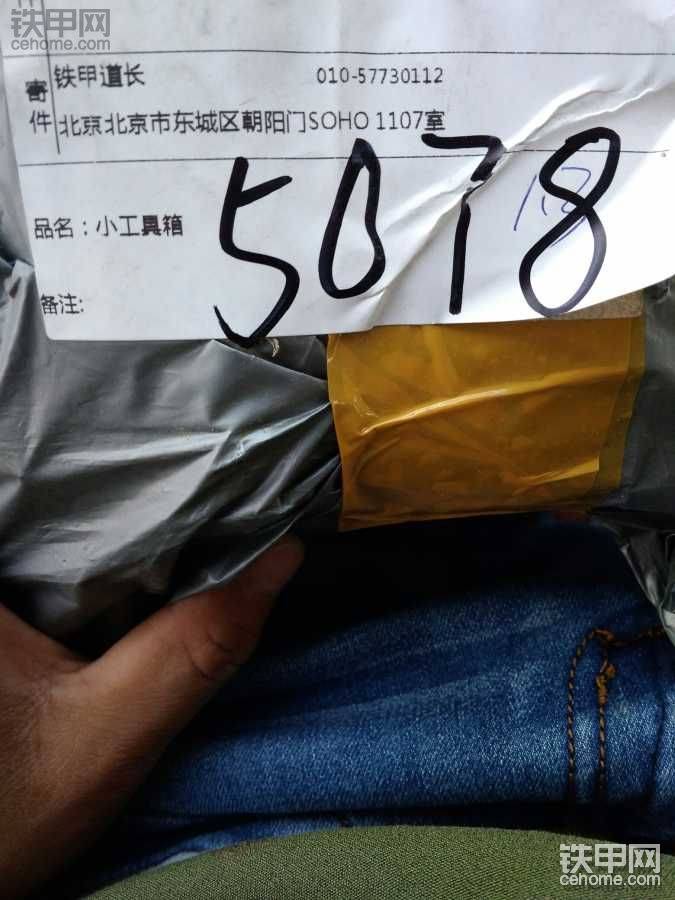 铁甲网
cehome.com
寄件
铁甲道长 010-57730112
北京北京市东城区朝阳门SOHO 1107室
品名：小工具箱
5078
备注:
铁甲网
cehome.com